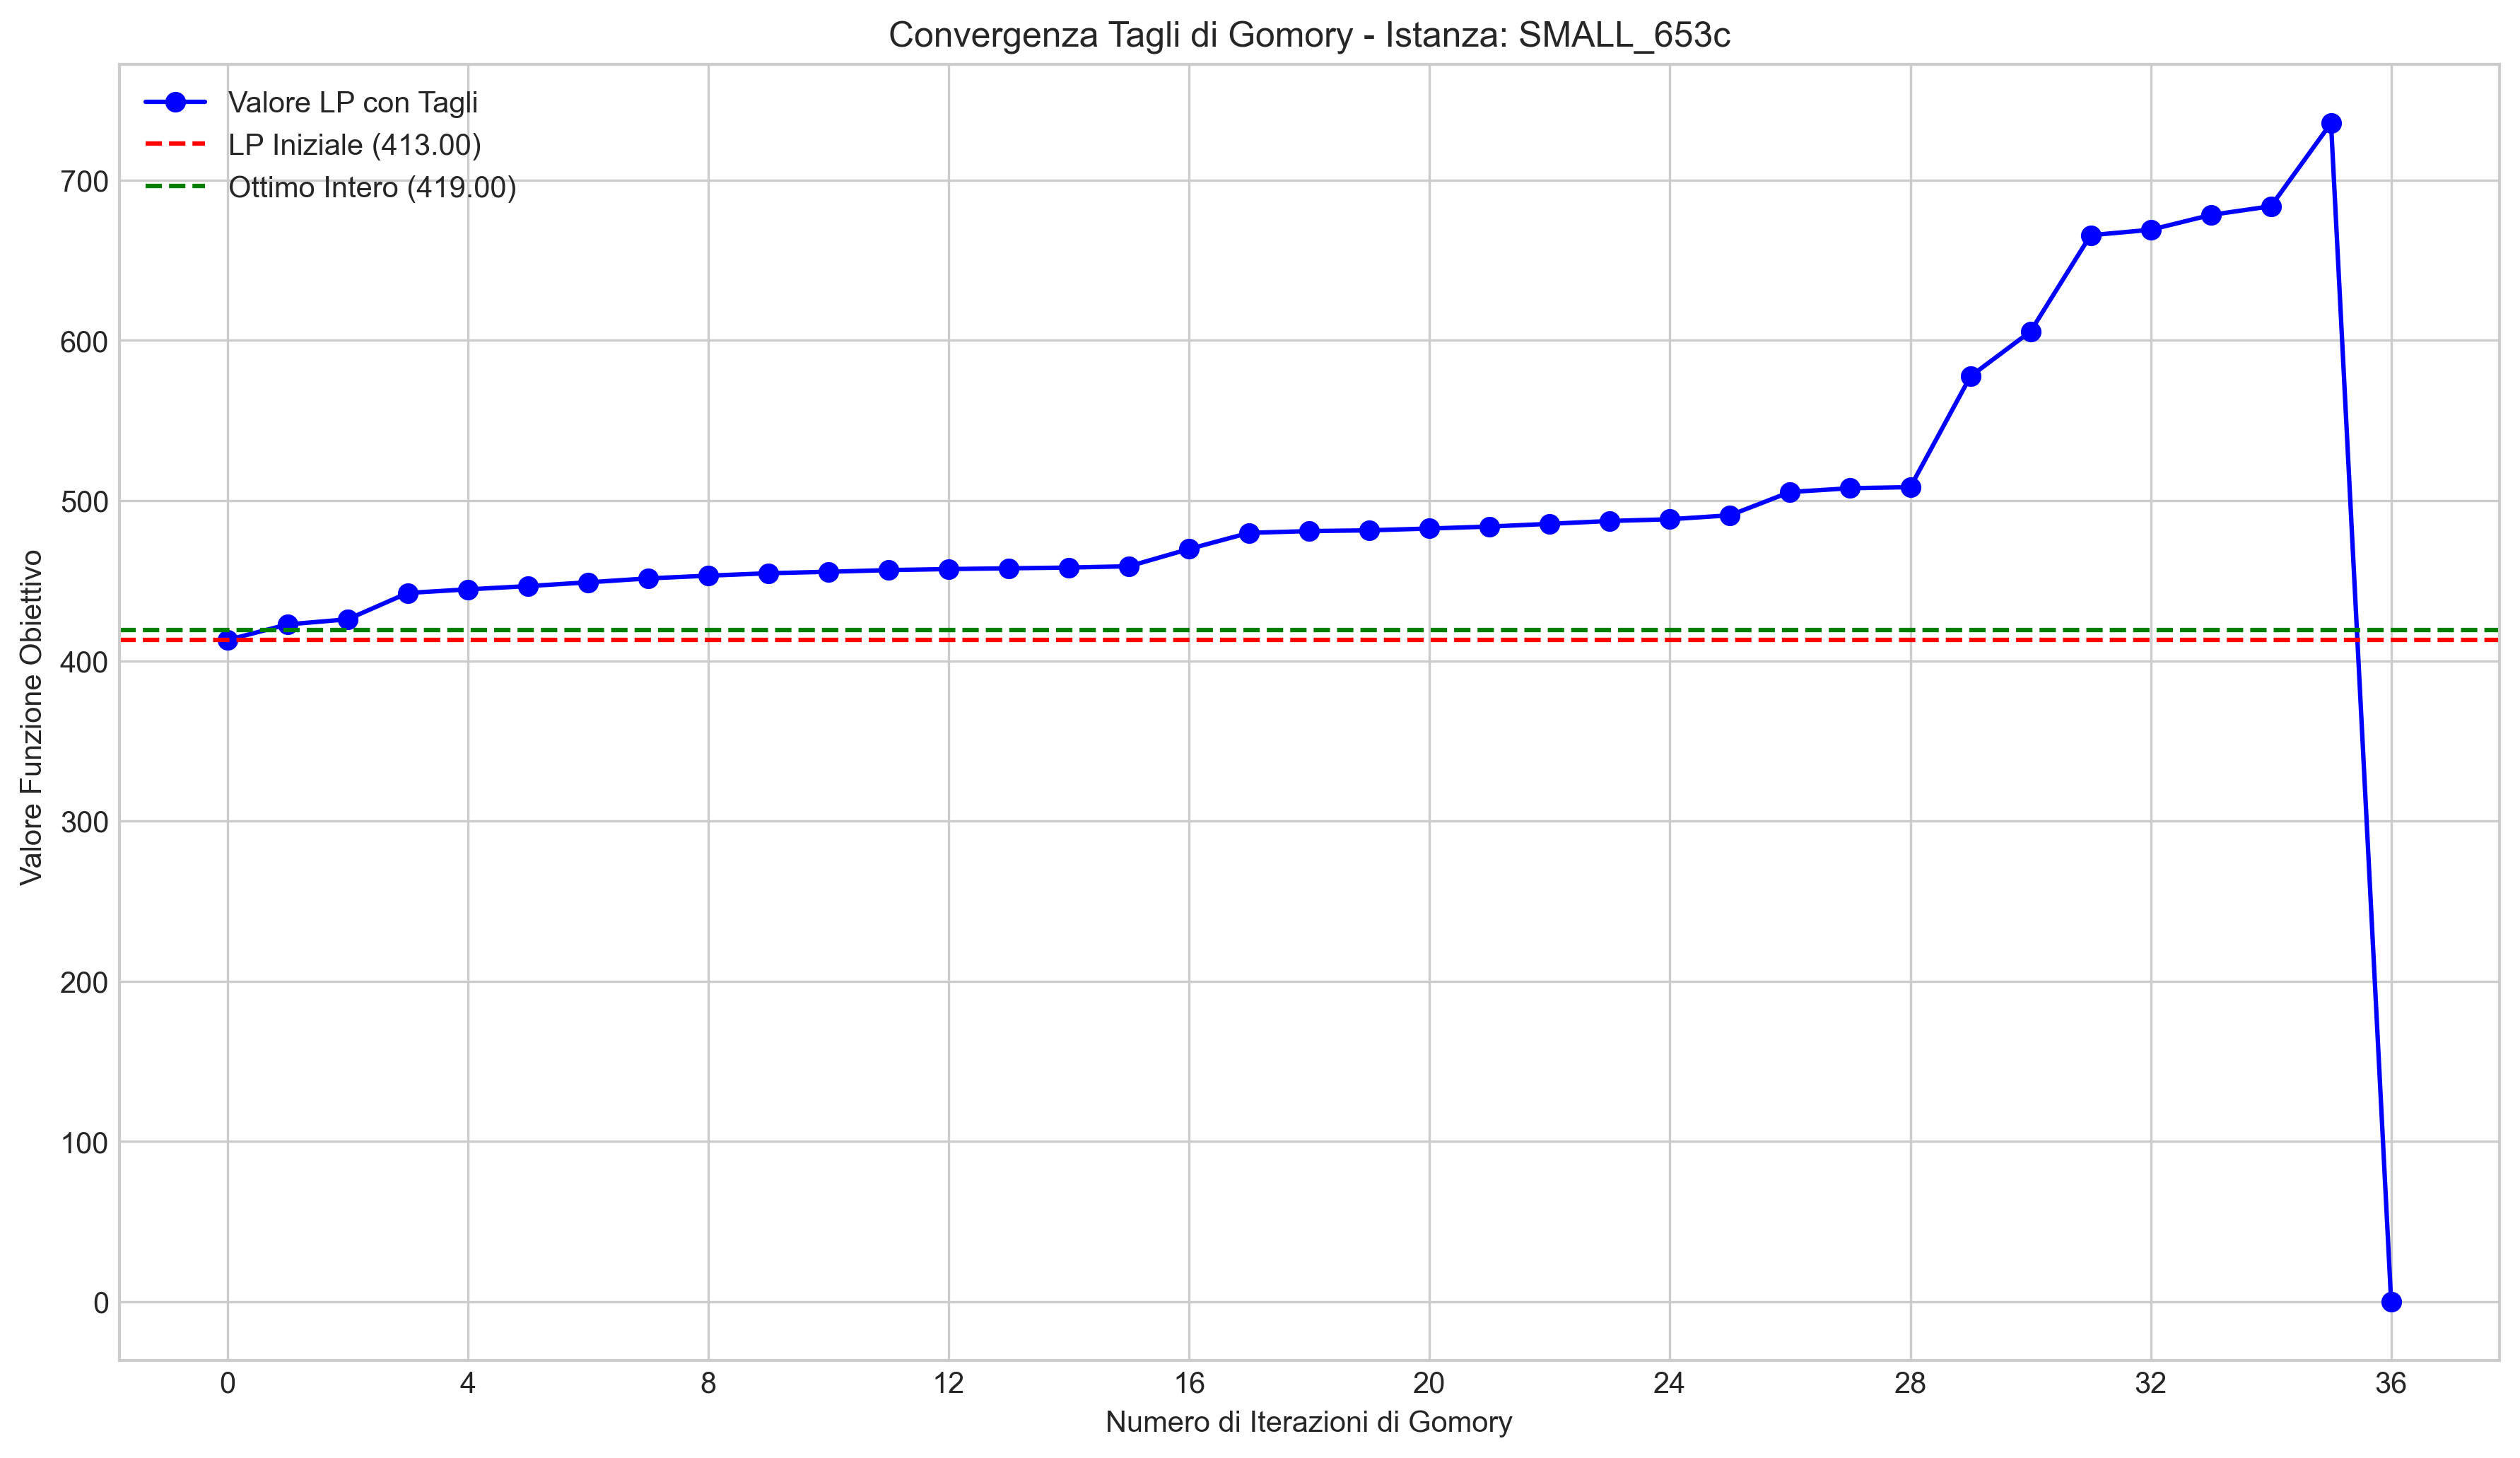 Convergenza Tagli di Gomory - Istanza: SMALL_653c
Valore LP con Tagli
LP Iniziale (413.00)
Ottimo Intero (419.00)
Valore Funzione Obiettivo
700
600
500
400
300
200
100
0
0 4 8 12 16 20 24 28 32 36
Numero di Iterazioni di Gomory